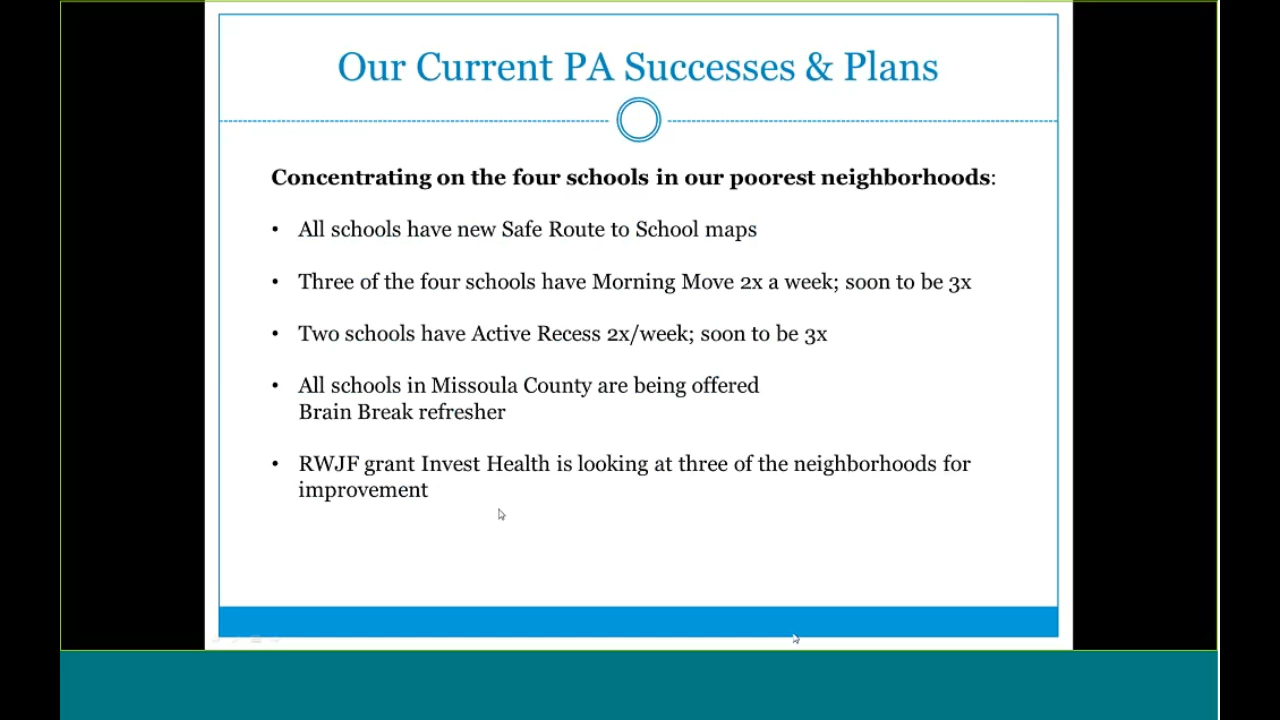 Our Current PA Successes & Plans
Concentrating on the four schools in our poorest neighborhoods:
• All schools have new Safe Route to School maps
• Three of the four schools have Morning Move 2x a week; soon to be 3x
• Two schools have Active Recess 2x/week; soon to be 3x
• All schools in Missoula County are being offered
Brain Break refresher
• RWJF grant Invest Health is looking at three of the neighborhoods for
improvement